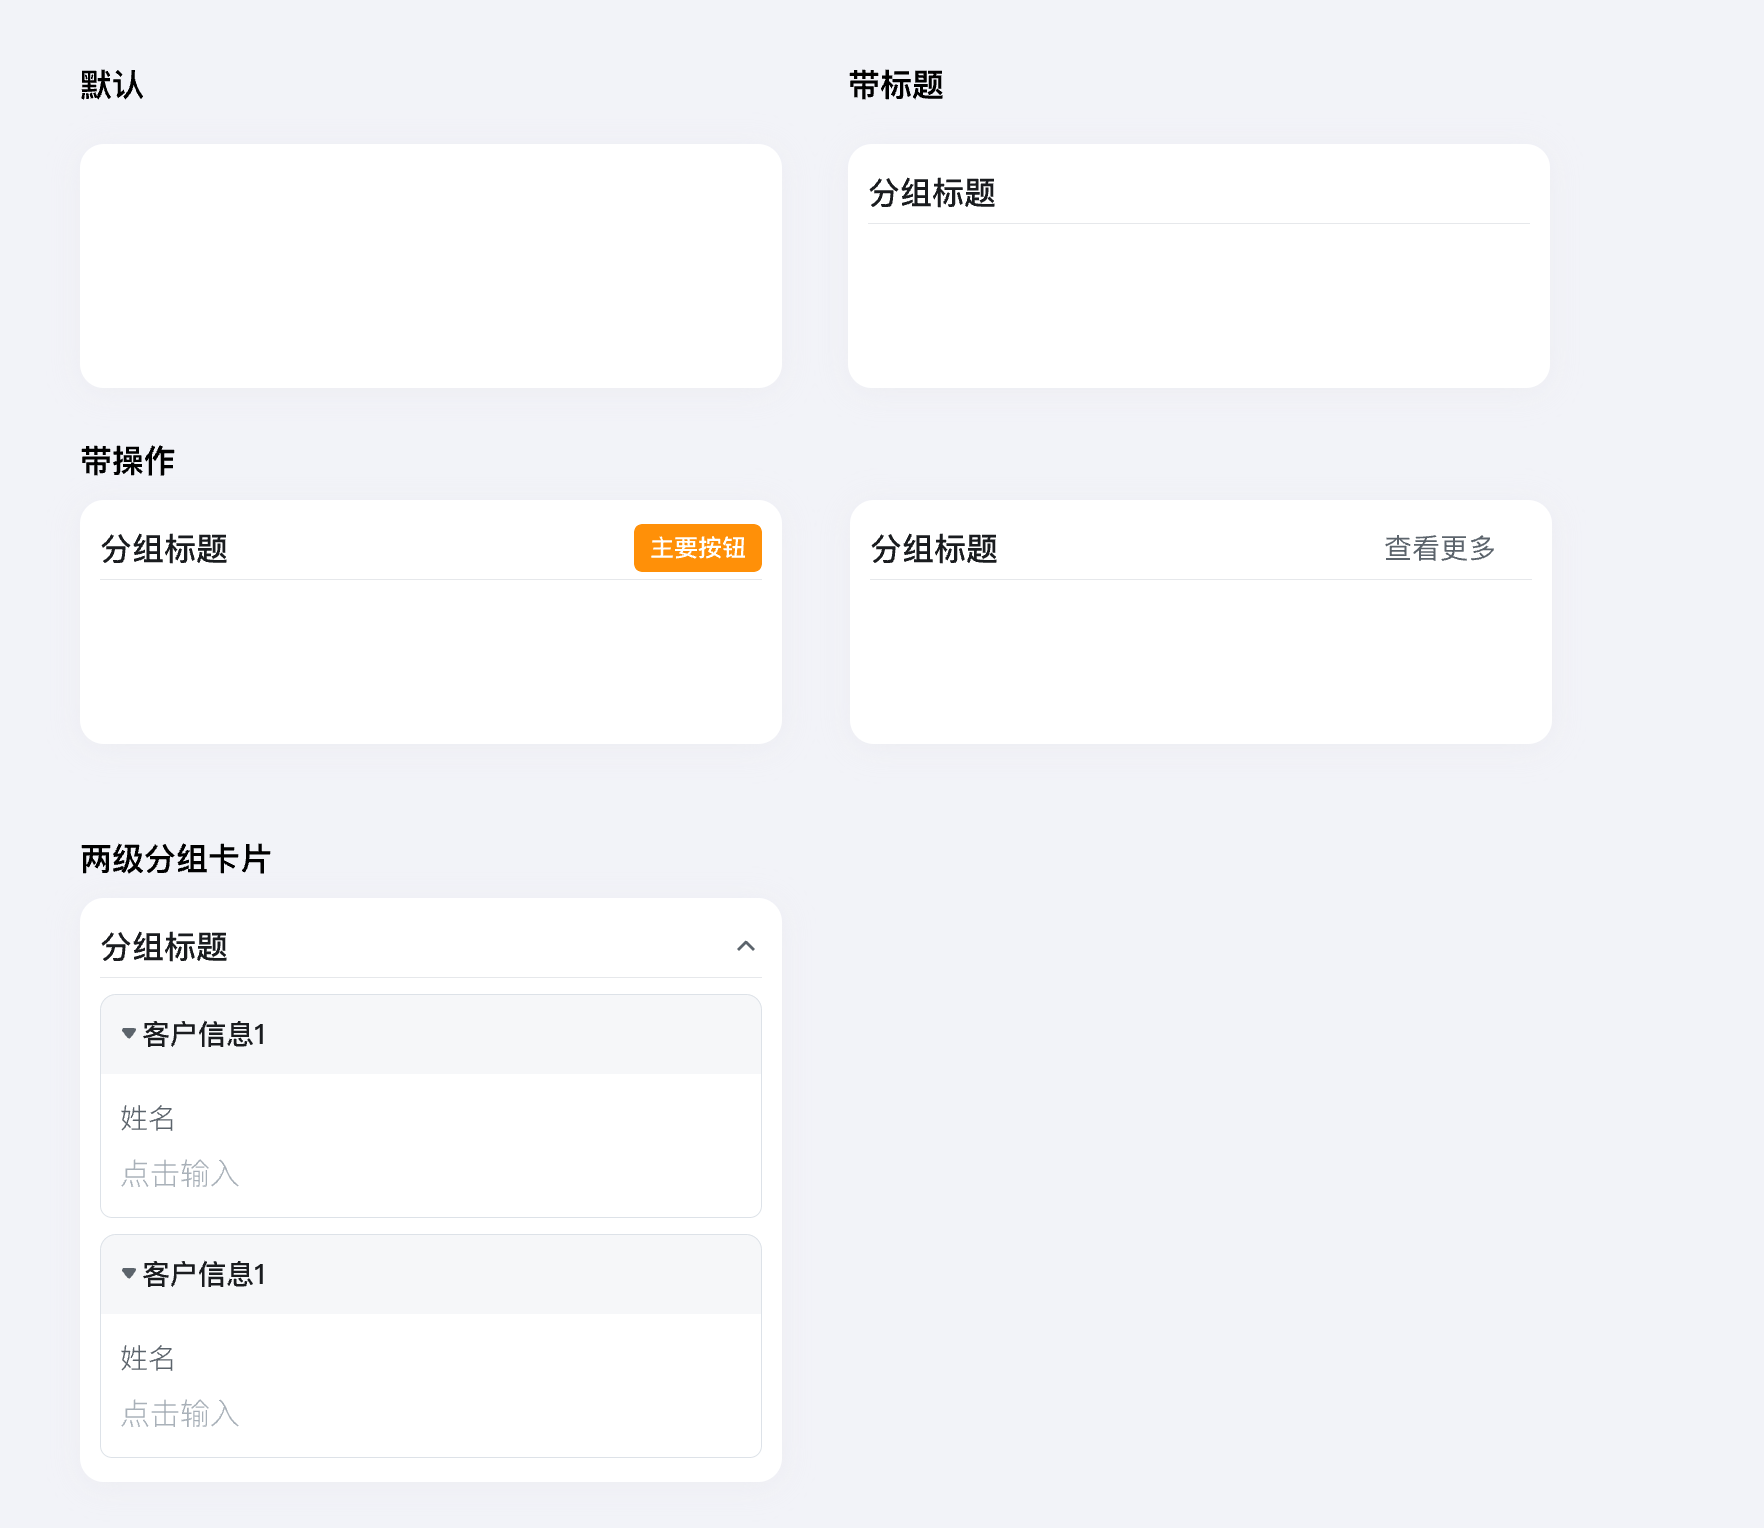 默认
带标题
分组标题
带操作
分组标题
主要按钮
分组标题
查看更多
两级分组卡片
分组标题
客户信息1
姓名
点击输入
客户信息1
姓名
点击输入